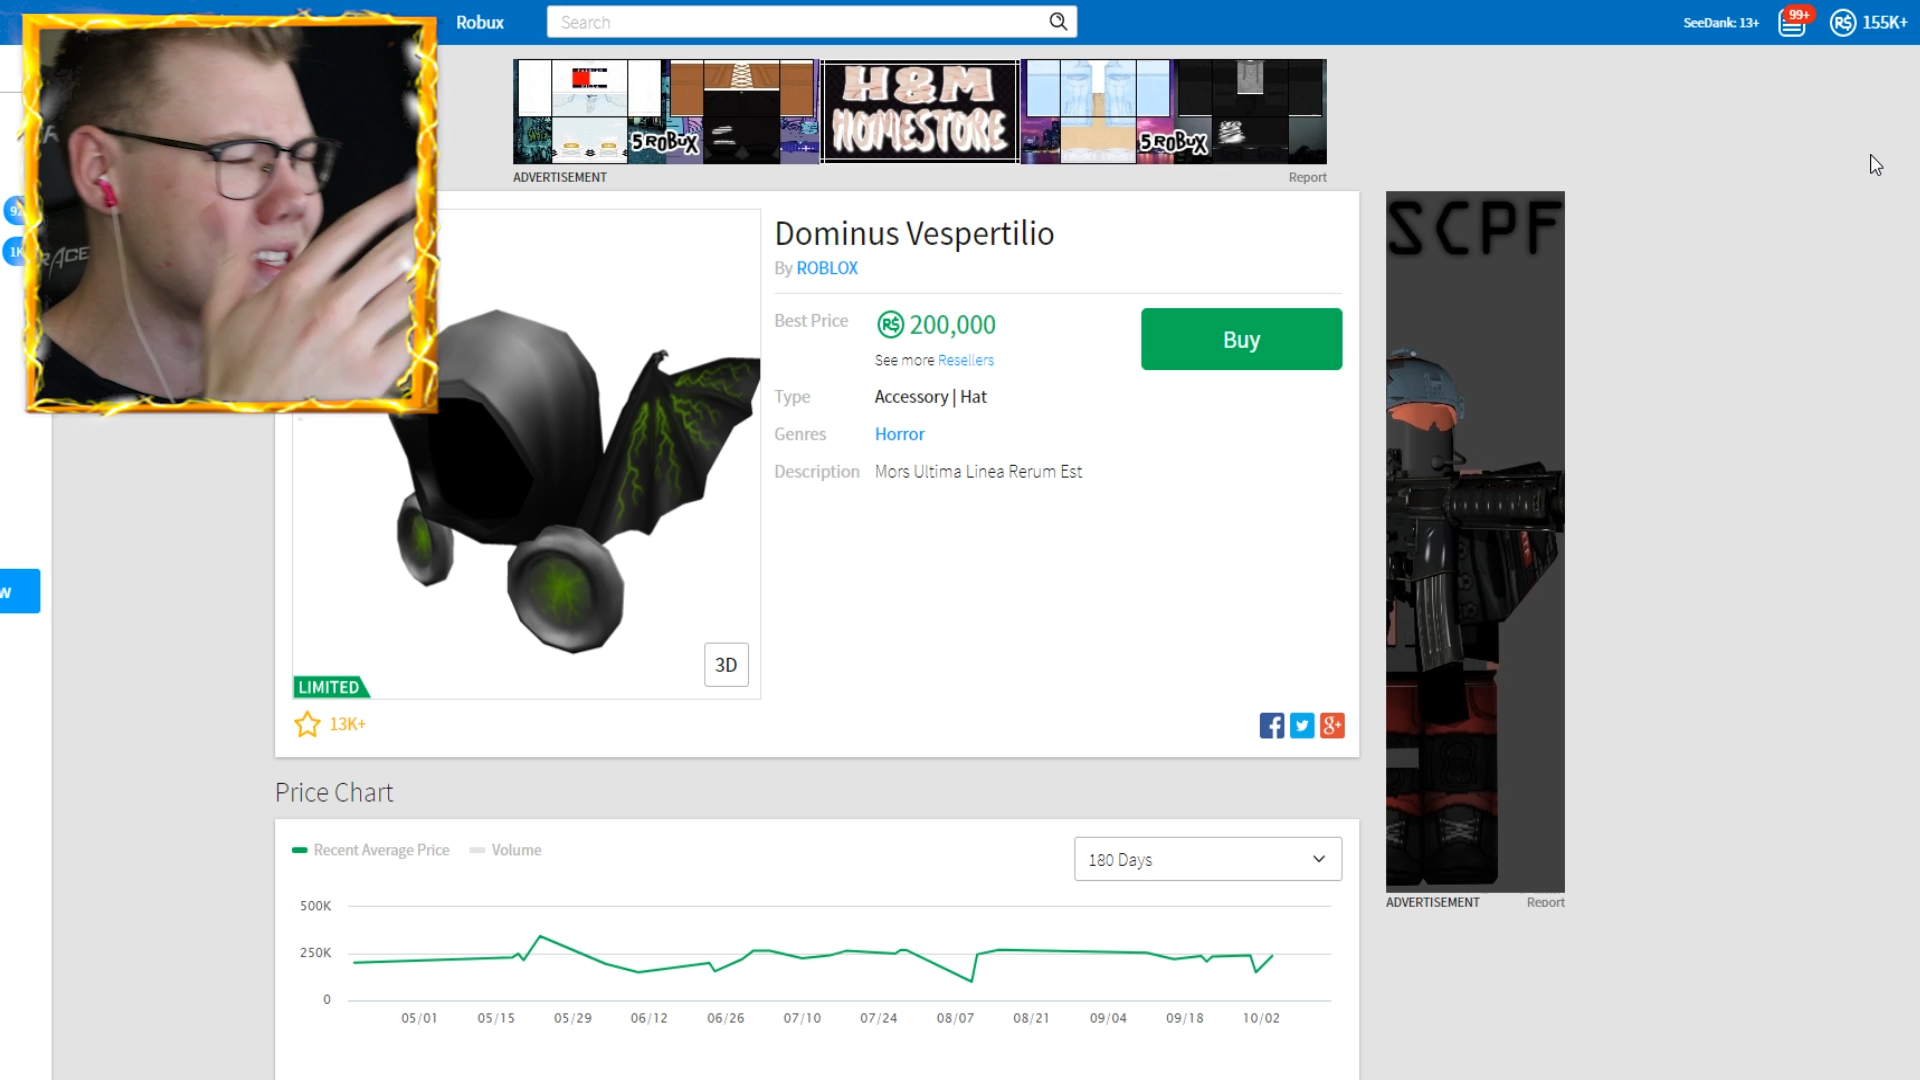 Robux
Search
SeeDank: 13+
99+
155K+
H&M
HOMESTORE
5 ROBUX
5 ROBUX
ADVERTISEMENT
Report
RACE
1K
Dominus Vespertilio
By ROBLOX
Best Price
R$ 200,000
See more Resellers
Buy
Type
Accessory | Hat
Genres
Horror
Description
Mors Ultima Linea Rerum Est
3D
LIMITED
13K+
SCPF
ADVERTISEMENT
Report
Price Chart
Recent Average Price
Volume
180 Days
500K
250K
0
05/01
05/15
05/29
06/12
06/26
07/10
07/24
08/07
08/21
09/04
09/18
10/02